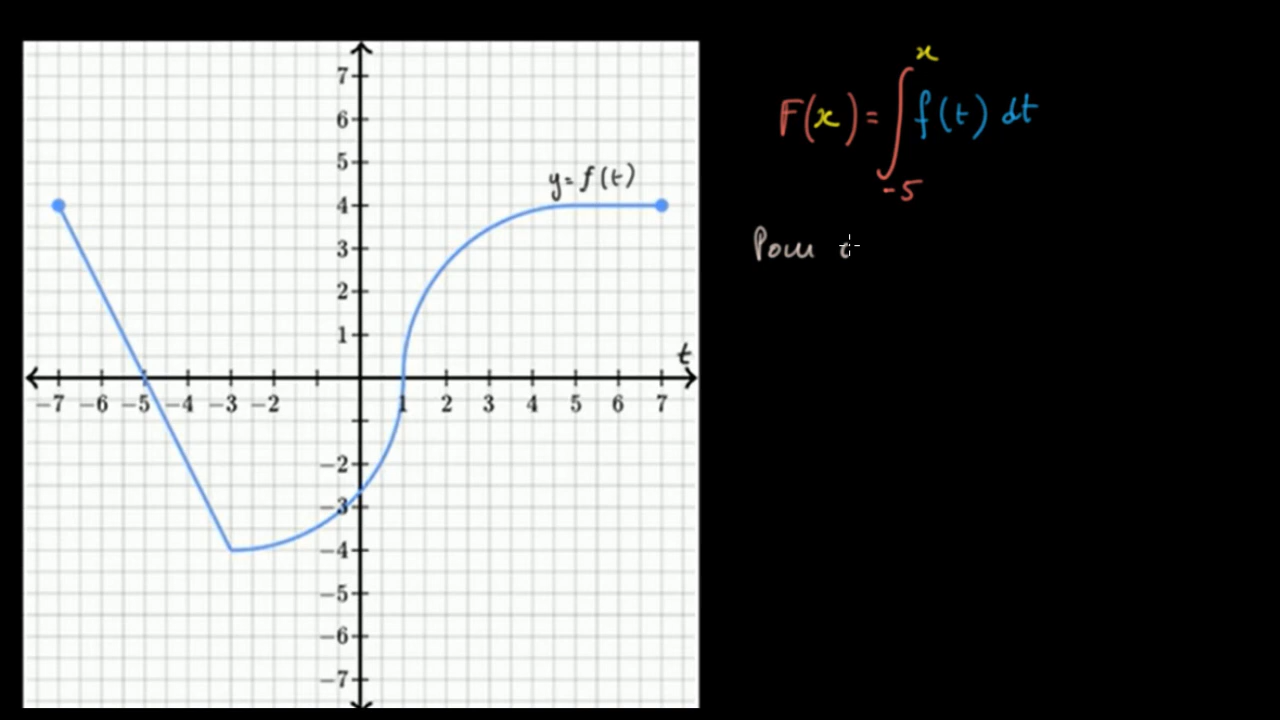 7
6
5
y=f(t)
4
3
2
1
t
-7 -6 -5 -4 -3 -2 1 2 3 4 5 6 7
-2
-3
-4
-5
-6
-7
x
F(x)=∫f(t) dt
-5
Pour